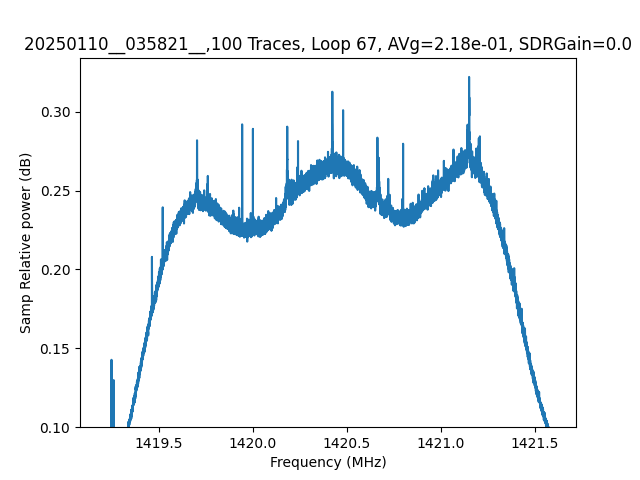 20250110__035821__,100 Traces, Loop 67, AVg=2.18e-01, SDRGain=0.0
0.30
0.25
0.20
0.15
0.10
Samp Relative power (dB)
1419.5 1420.0 1420.5 1421.0 1421.5
Frequency (MHz)